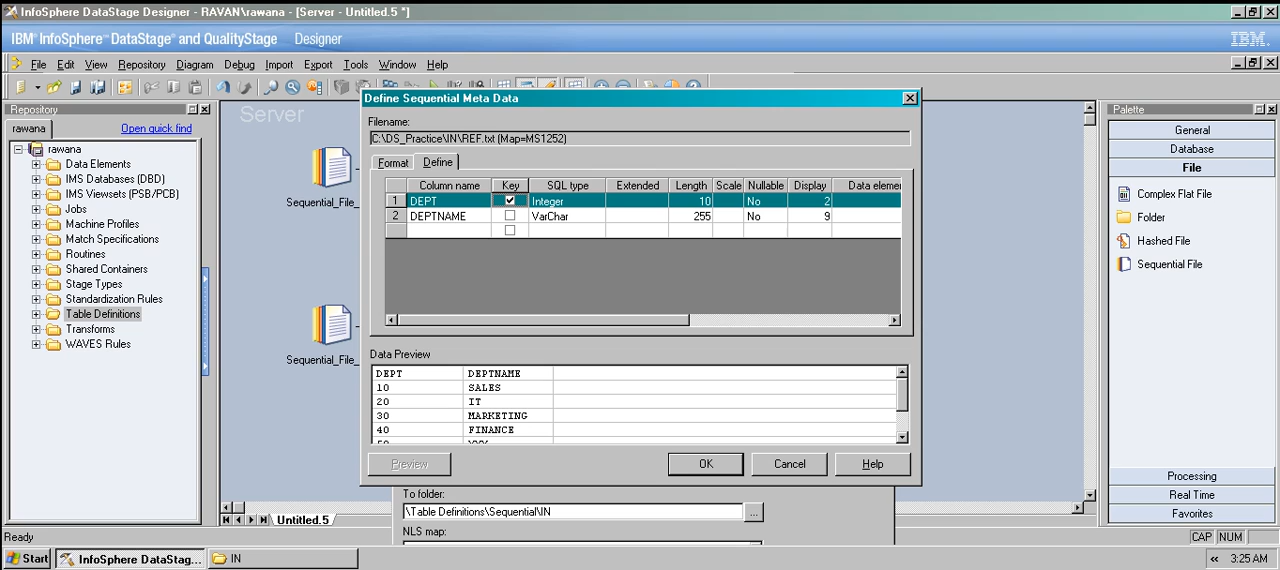 InfoSphere DataStage Designer - RAVAN\rawana - [Server - Untitled.5 *]
IBM® InfoSphere™ DataStage® and QualityStage Designer
IBM.
File Edit View Repository Diagram Debug Import Export Tools Window Help
Repository
rawana
Open quick find
rawana
Data Elements
IMS Databases (DBD)
IMS Viewsets (PSB/PCB)
Jobs
Machine Profiles
Match Specifications
Routines
Shared Containers
Stage Types
Standardization Rules
Table Definitions
Transforms
WAVES Rules
Server
Sequential_File_
Sequential_File_
Untitled.5
Define Sequential Meta Data
Filename:
C:\DS_Practice\IN\REF.txt (Map=MS1252)
Format Define
Column name Key SQL type Extended Length Scale Nullable Display Data elemen
1 DEPT Integer 10 No 2
2 DEPTNAME VarChar 255 No 9
Data Preview
DEPT DEPTNAME
10 SALES
20 IT
30 MARKETING
40 FINANCE
Preview OK Cancel Help
To folder:
\Table Definitions\Sequential\IN
...
NLS map:
Palette
General
Database
File
Complex Flat File
Folder
Hashed File
Sequential File
Processing
Real Time
Favorites
Ready
CAP NUM
Start InfoSphere DataStag... IN « 3:25 AM